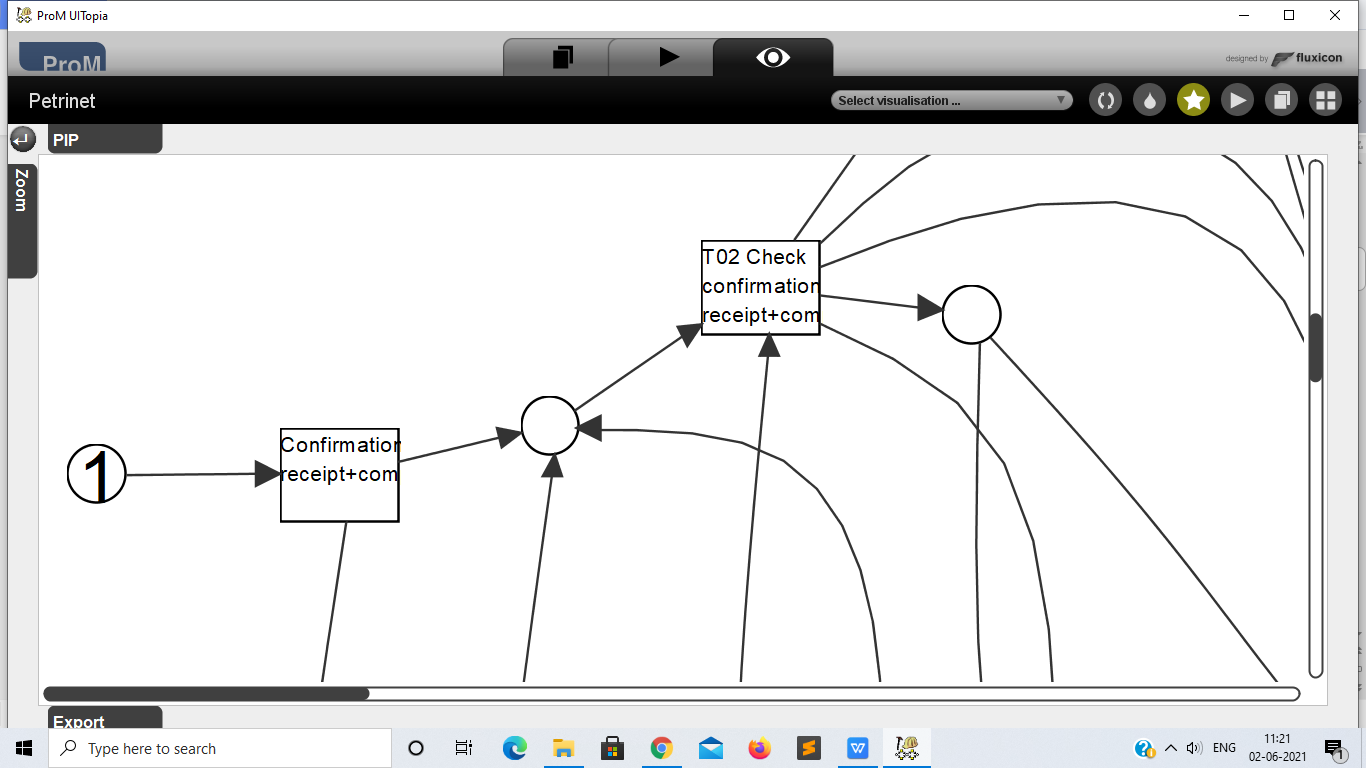 ProM UITopia
ProM
designed by fluxicon
Petrinet
Select visualisation ...
PIP
Zoom
T02 Check
confirmation
receipt+com
Confirmation
receipt+com
1
Export
Type here to search
ENG
11:21
02-06-2021
1